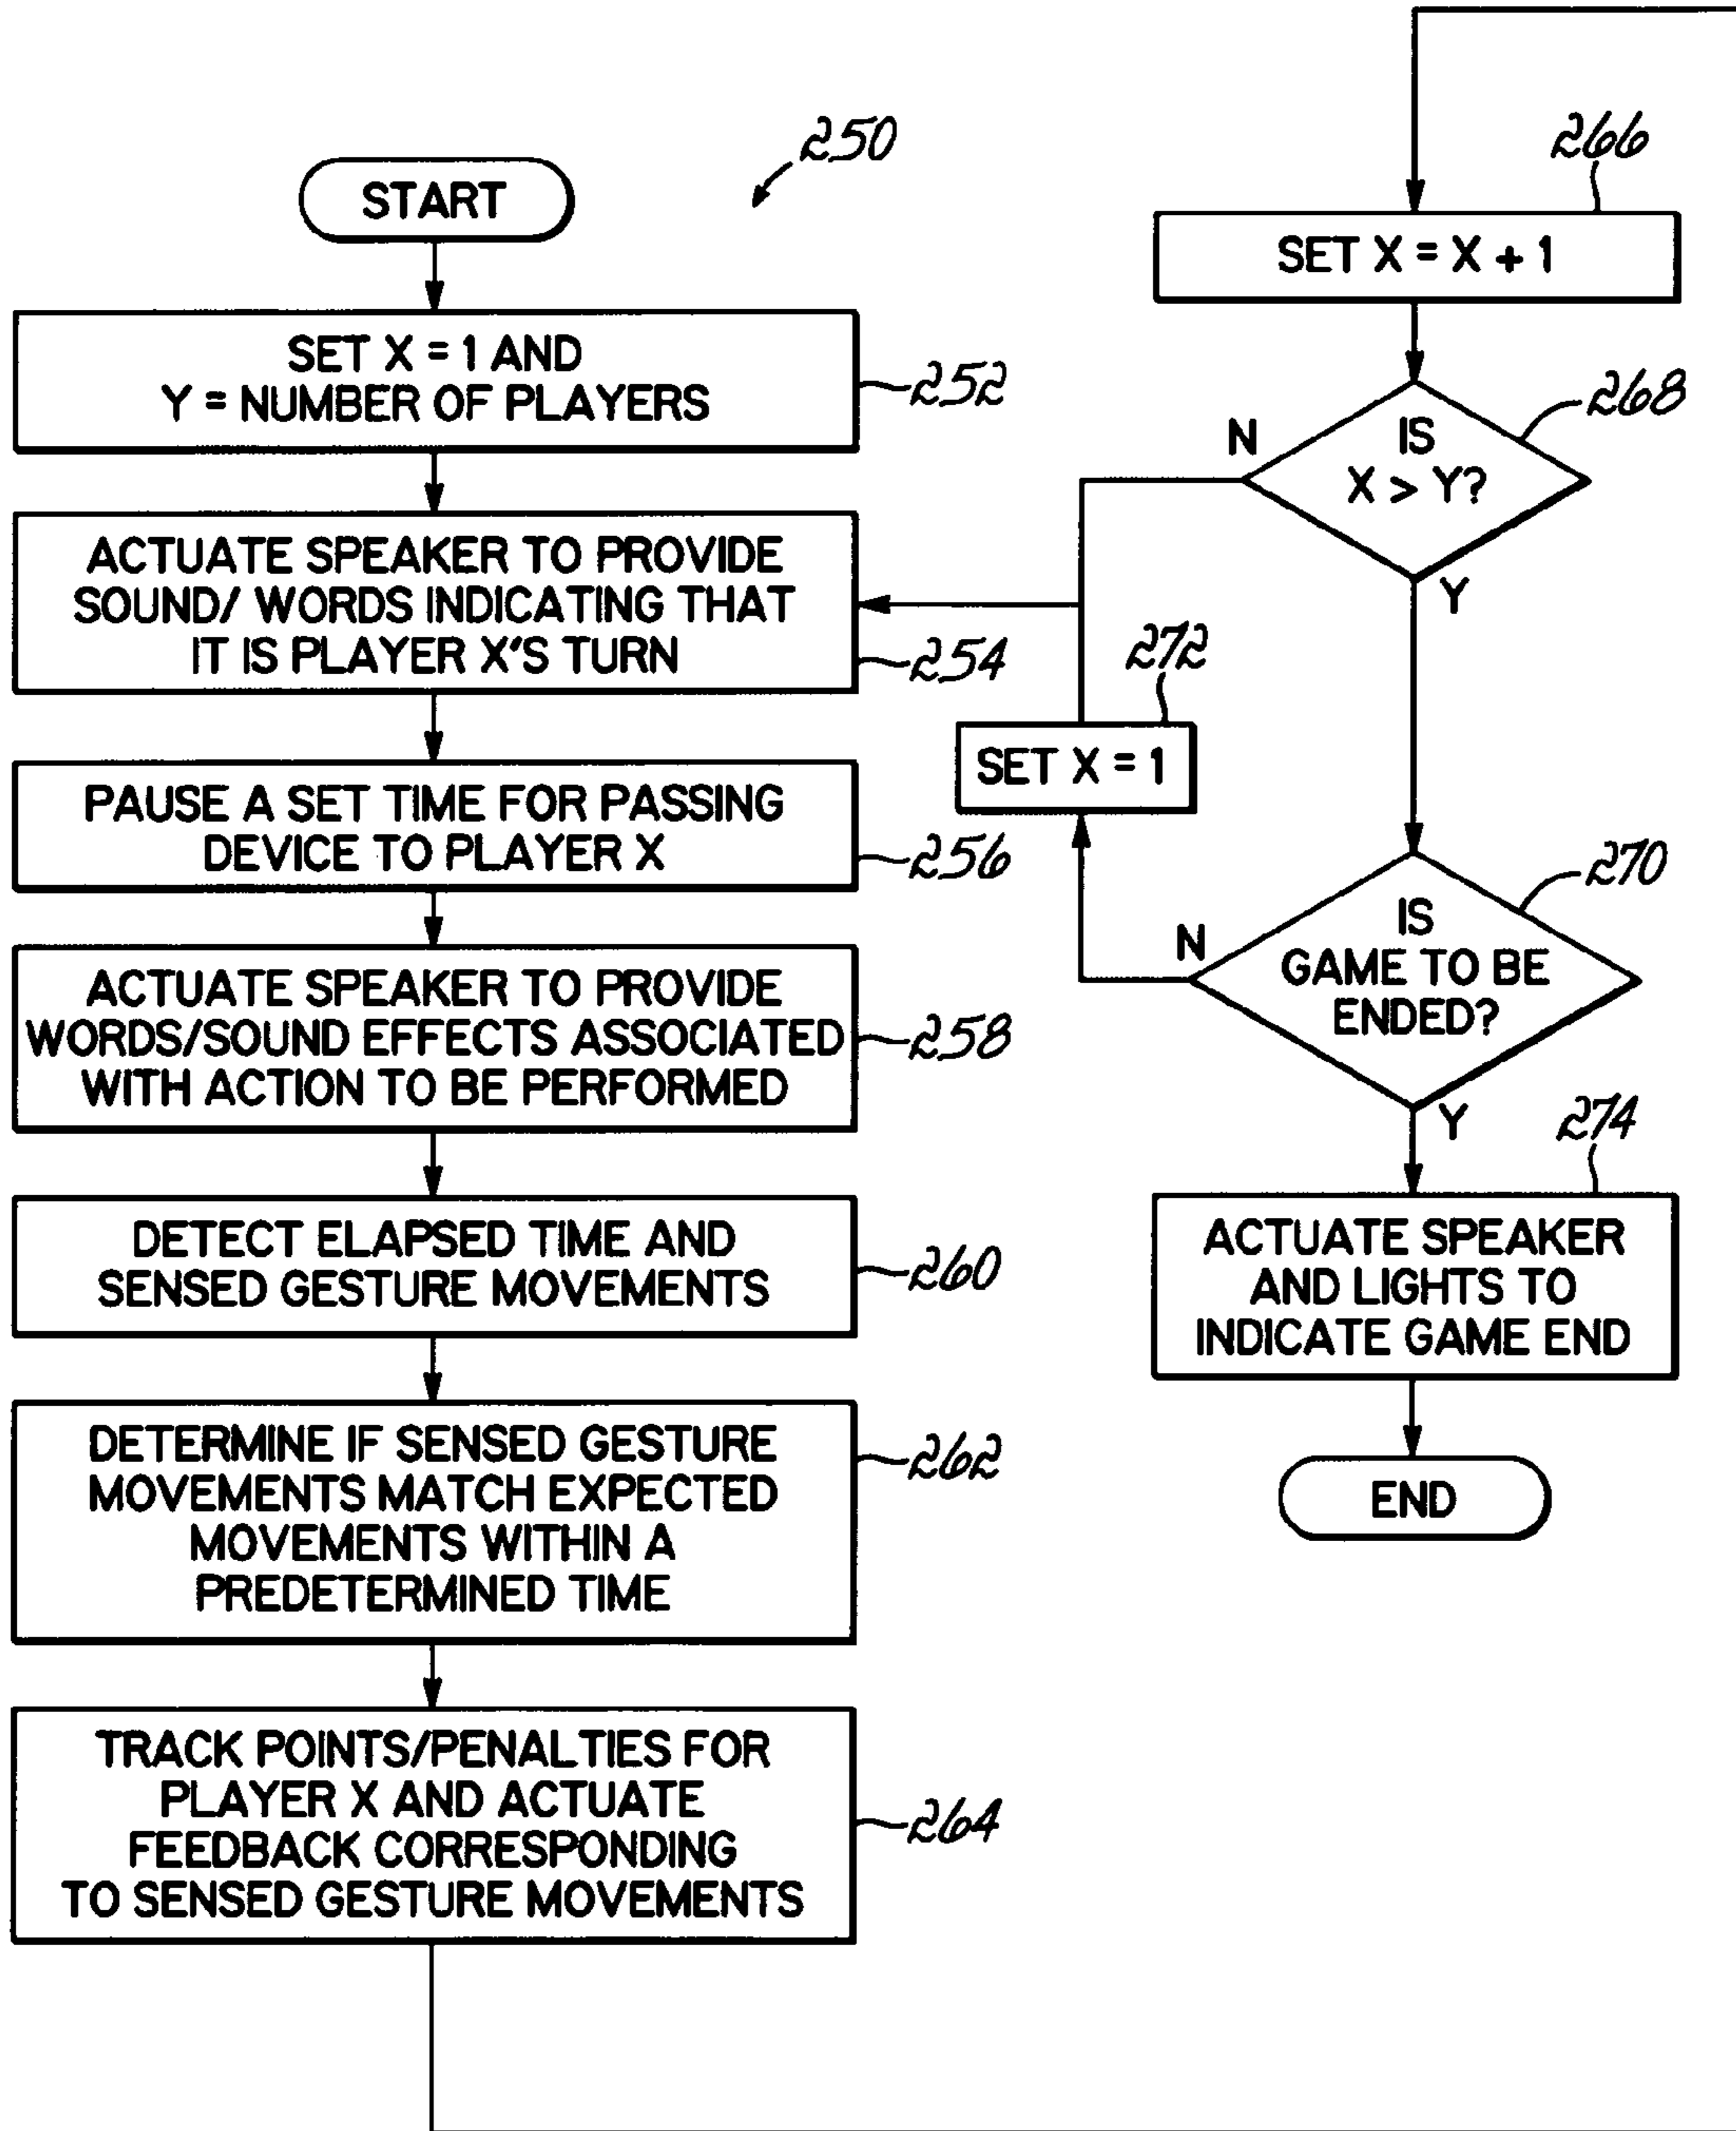 250
START
SET X = 1 AND
Y = NUMBER OF PLAYERS
252
ACTUATE SPEAKER TO PROVIDE
SOUND/ WORDS INDICATING THAT
IT IS PLAYER X'S TURN
254
PAUSE A SET TIME FOR PASSING
DEVICE TO PLAYER X
256
ACTUATE SPEAKER TO PROVIDE
WORDS/SOUND EFFECTS ASSOCIATED
WITH ACTION TO BE PERFORMED
258
DETECT ELAPSED TIME AND
SENSED GESTURE MOVEMENTS
260
DETERMINE IF SENSED GESTURE
MOVEMENTS MATCH EXPECTED
MOVEMENTS WITHIN A
PREDETERMINED TIME
262
TRACK POINTS/PENALTIES FOR
PLAYER X AND ACTUATE
FEEDBACK CORRESPONDING
TO SENSED GESTURE MOVEMENTS
264
266
SET X = X + 1
268
IS
X > Y?
N
Y
272
SET X = 1
270
IS
GAME TO BE
ENDED?
N
Y
274
ACTUATE SPEAKER
AND LIGHTS TO
INDICATE GAME END
END